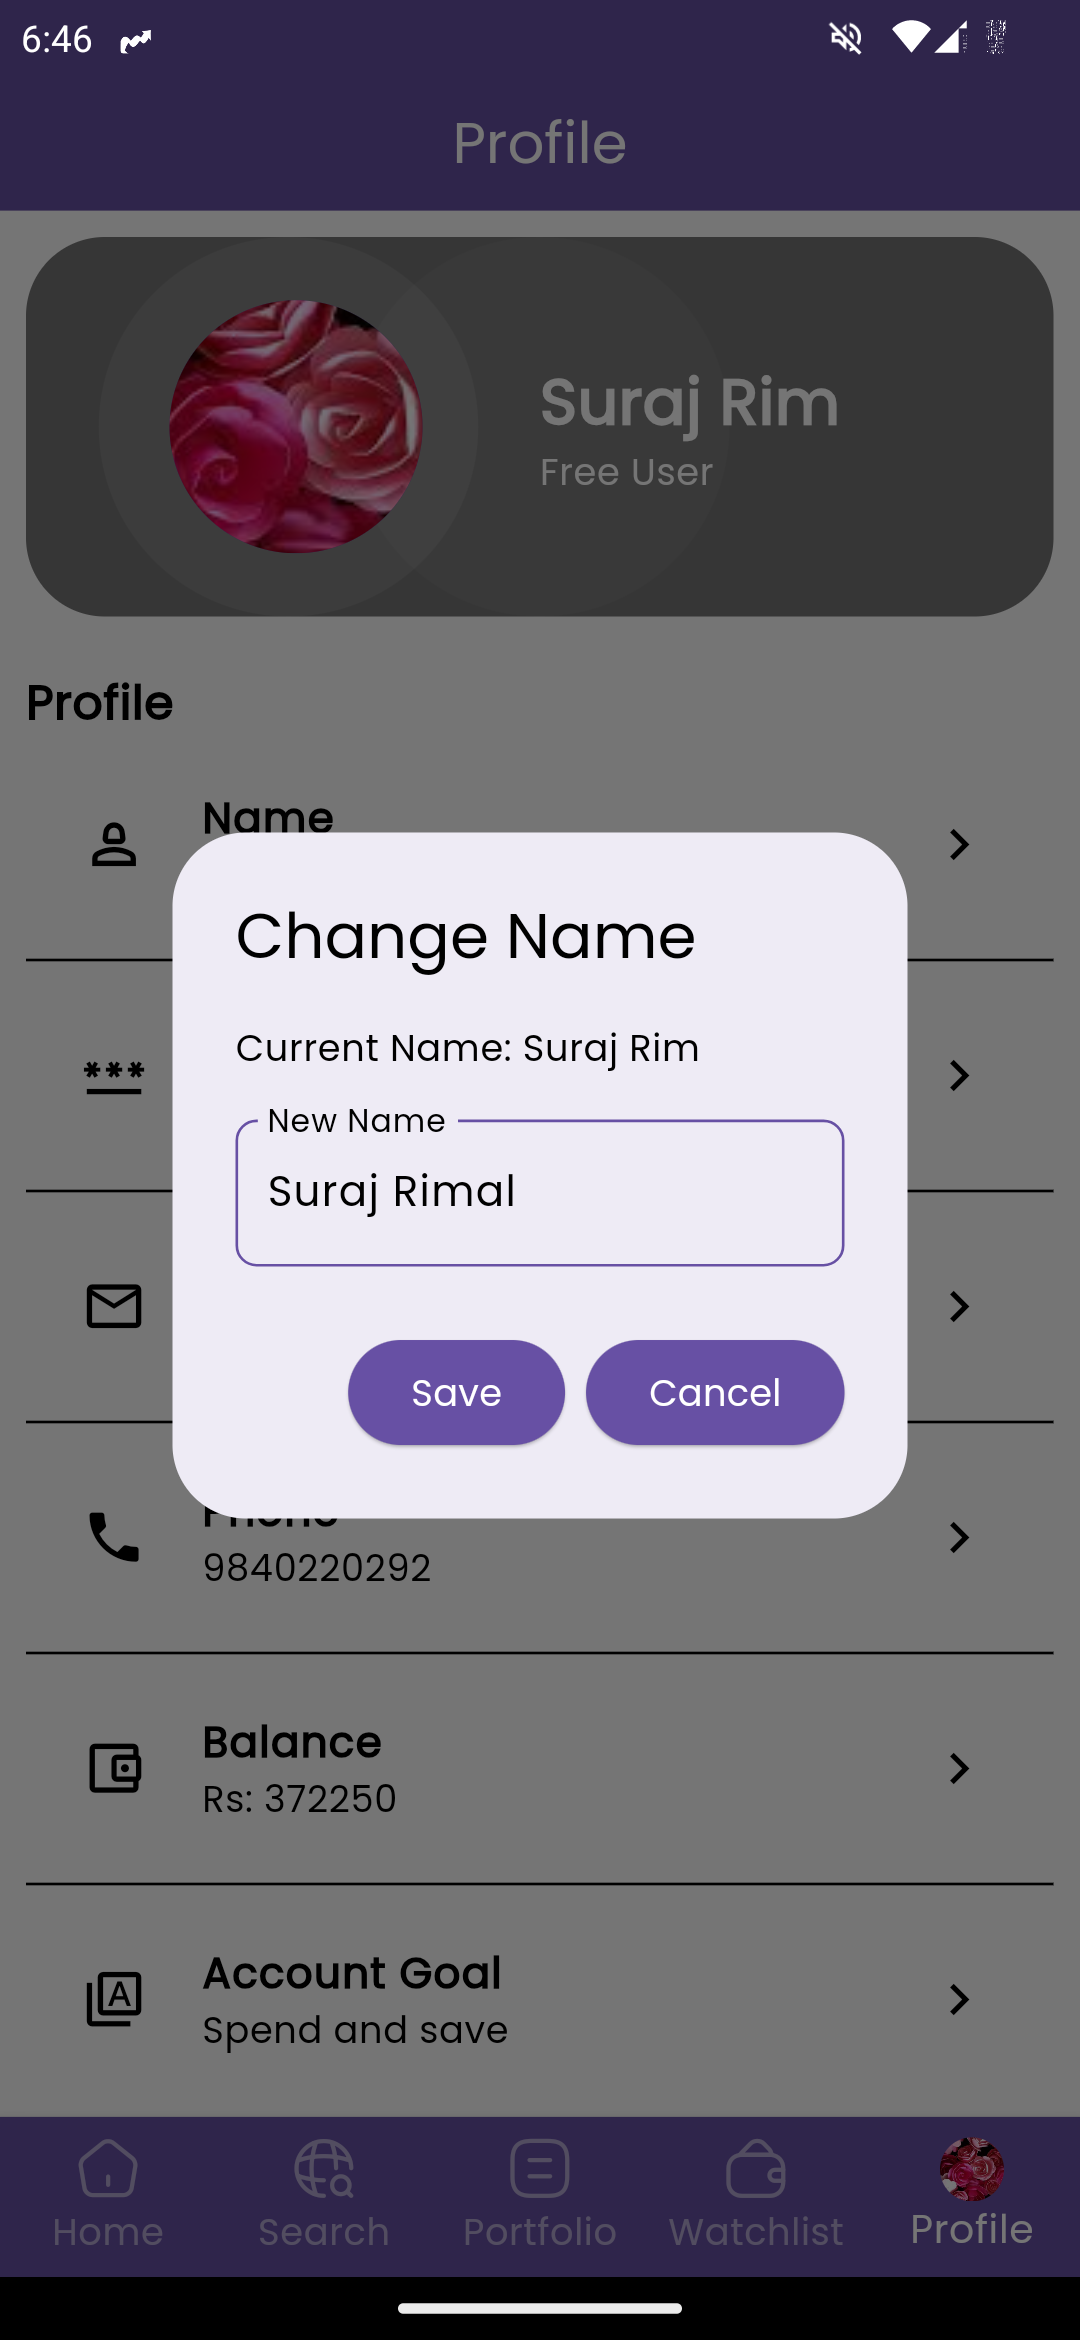 6:46
Profile
Suraj Rim
Free User
Profile
Name
Change Name
Current Name: Suraj Rim
New Name
Suraj Rimal
Save
Cancel
Phone
9840220292
Balance
Rs: 372250
Account Goal
Spend and save
Home
Search
Portfolio
Watchlist
Profile